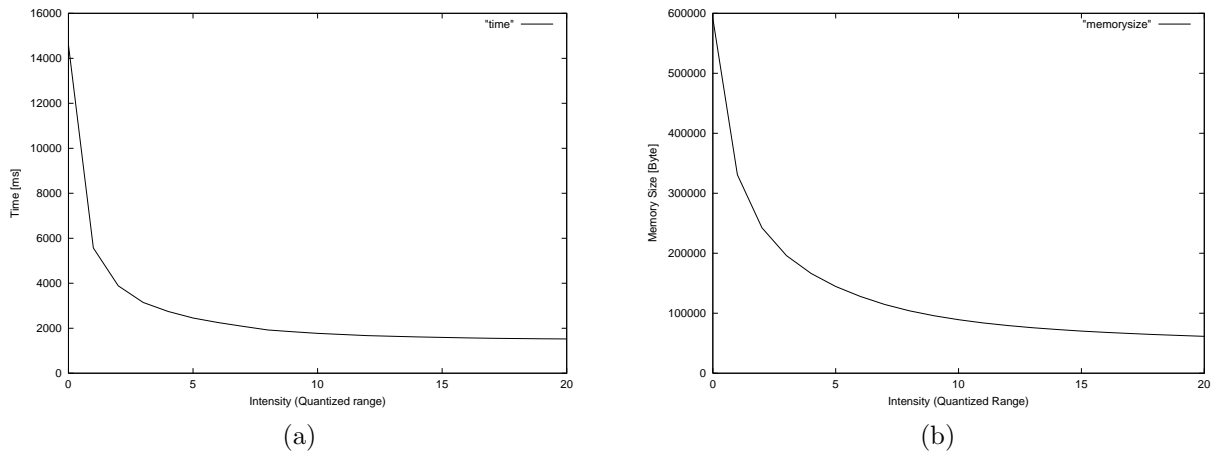 16000
14000
12000
10000
8000
6000
4000
2000
0
Time [ms]
"time"
0 5 10 15 20
Intensity (Quantized range)
(a)
600000
500000
400000
300000
200000
100000
0
Memory Size [Byte]
"memorysize"
0 5 10 15 20
Intensity (Quantized Range)
(b)